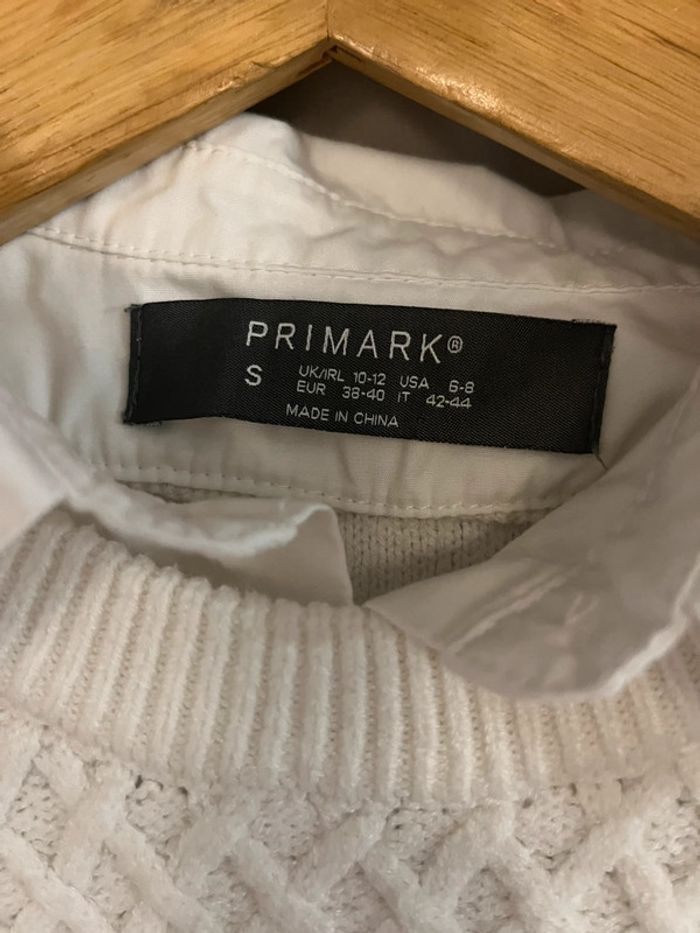 PRIMARK®
S UK/IRL 10-12 USA 6-8
EUR 38-40 IT 42-44
MADE IN CHINA